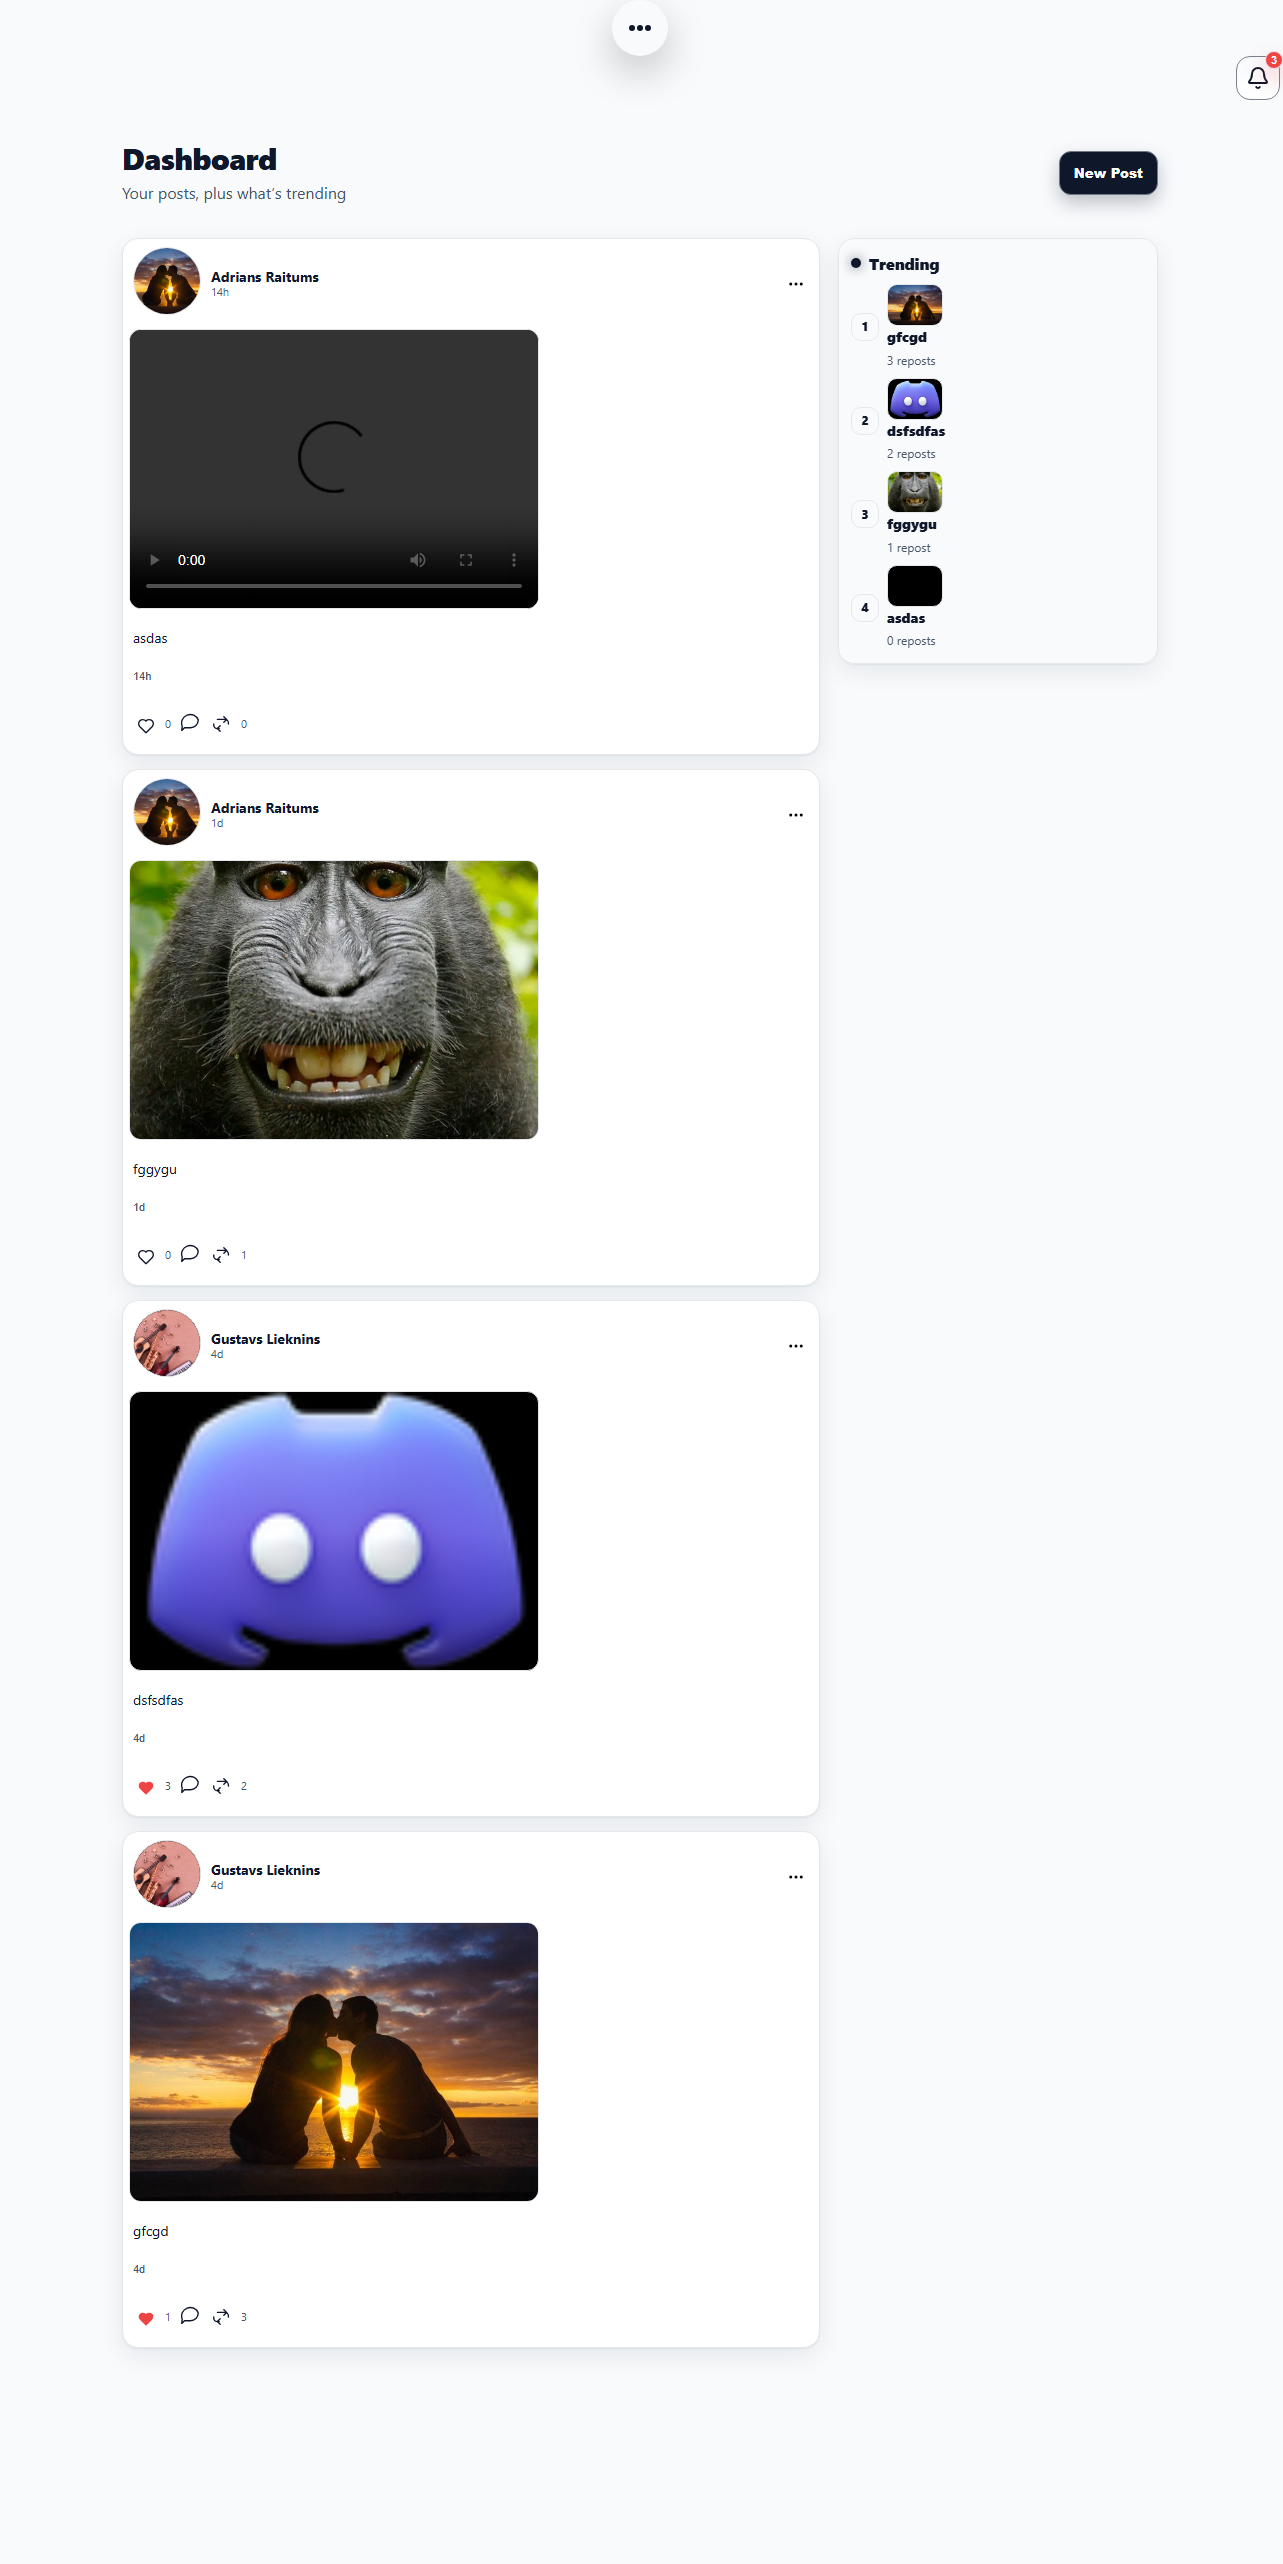 3
Dashboard
Your posts, plus what's trending
New Post
Adrians Raitums
14h
0:00
asdas
14h
0 0
Adrians Raitums
1d
fggygu
1d
0 1
Gustavs Lieknins
4d
dsfsdfas
4d
3 2
Gustavs Lieknins
4d
gfcgd
4d
1 3
Trending
1
gfcgd
3 reposts
2
dsfsdfas
2 reposts
3
fggygu
1 repost
4
asdas
0 reposts